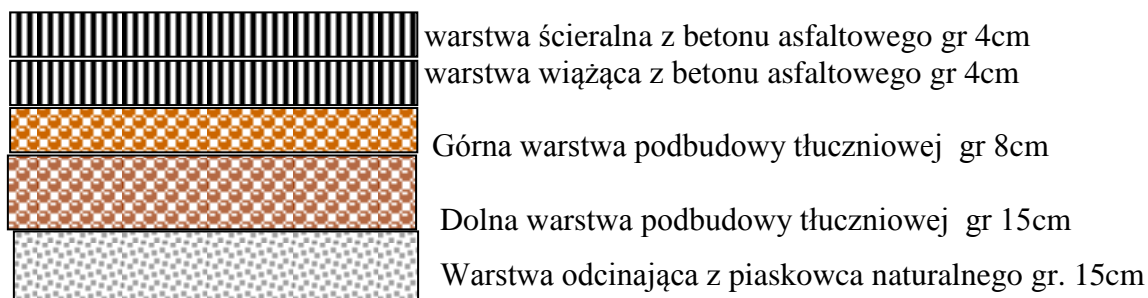 warstwa ścieralna z betonu asfaltowego gr 4cm
warstwa wiążąca z betonu asfaltowego gr 4cm
Górna warstwa podbudowy tłuczniowej gr 8cm
Dolna warstwa podbudowy tłuczniowej gr 15cm
Warstwa odcinająca z piaskowca naturalnego gr. 15cm